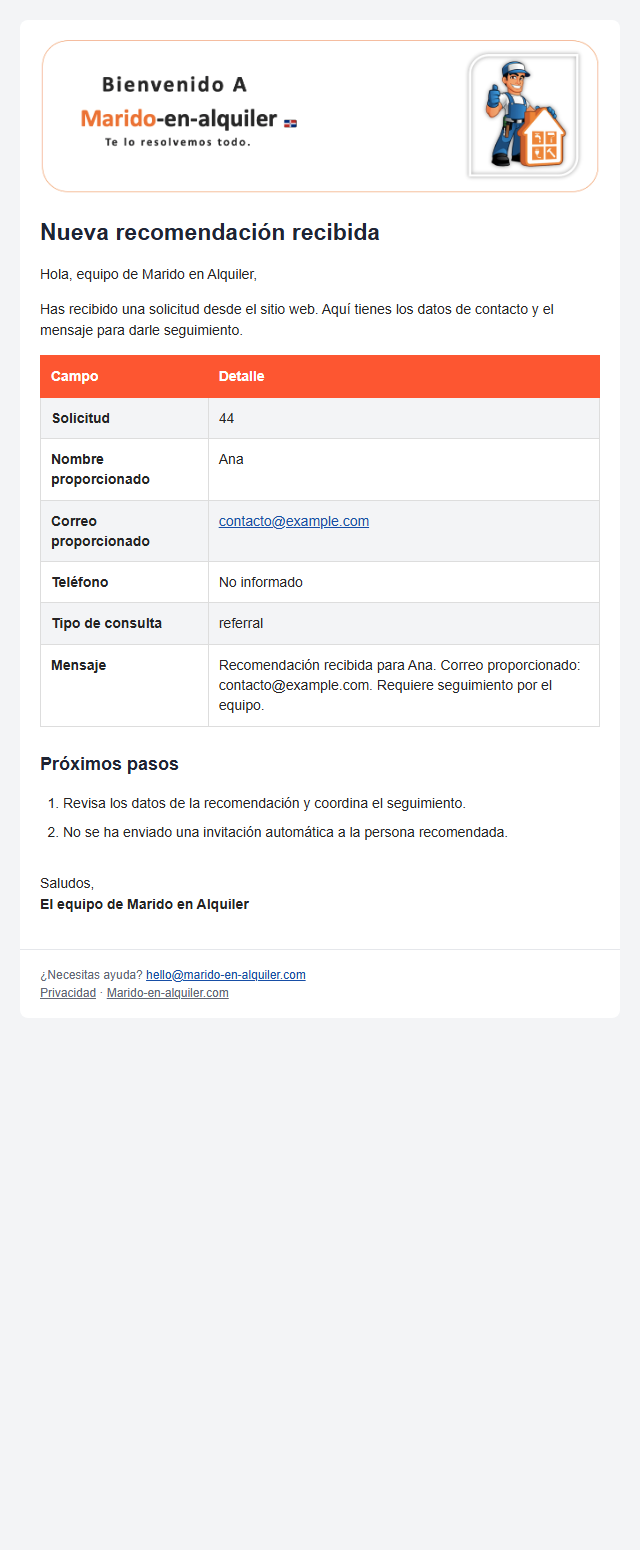 Bienvenido A
Marido-en-alquiler
Te lo resolvemos todo.
Nueva recomendación recibida
Hola, equipo de Marido en Alquiler,
Has recibido una solicitud desde el sitio web. Aquí tienes los datos de contacto y el
mensaje para darle seguimiento.
Campo Detalle
Solicitud 44
Nombre
proporcionado Ana
Correo
proporcionado contacto@example.com
Teléfono No informado
Tipo de consulta referral
Mensaje Recomendación recibida para Ana. Correo proporcionado:
contacto@example.com. Requiere seguimiento por el
equipo.
Próximos pasos
1. Revisa los datos de la recomendación y coordina el seguimiento.
2. No se ha enviado una invitación automática a la persona recomendada.
Saludos,
El equipo de Marido en Alquiler
¿Necesitas ayuda? hello@marido-en-alquiler.com
Privacidad · Marido-en-alquiler.com